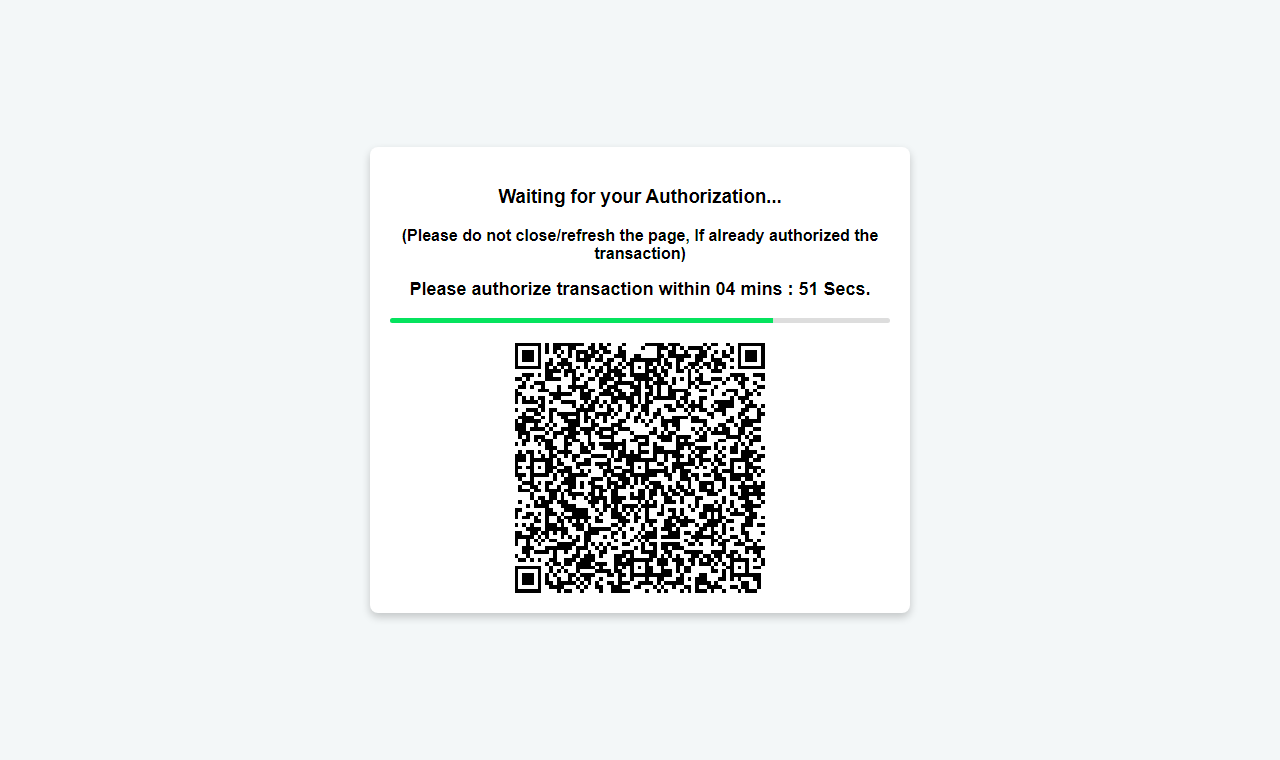 Waiting for your Authorization...
(Please do not close/refresh the page, If already authorized the
transaction)
Please authorize transaction within 04 mins : 51 Secs.